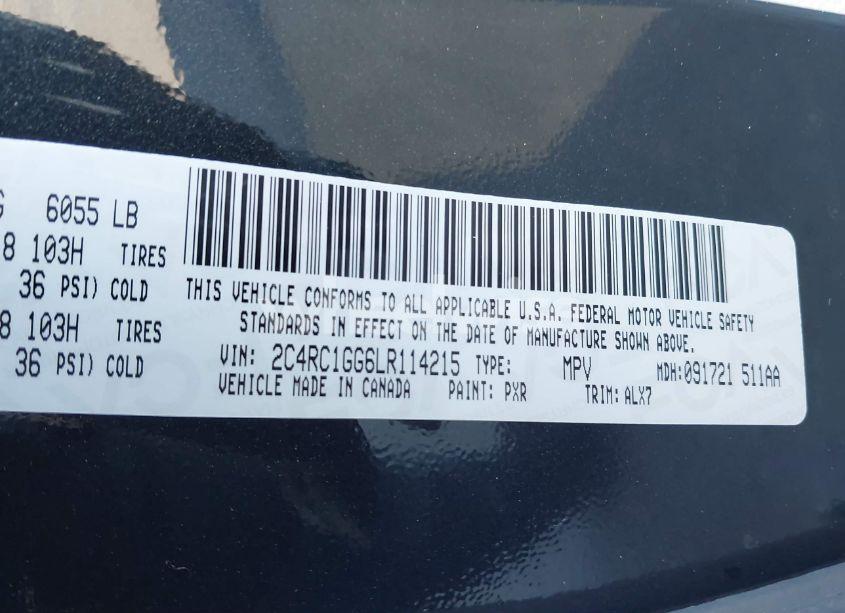 G 6055 LB
8 103H TIRES
36 PSI) COLD
8 103H TIRES
36 PSI) COLD
THIS VEHICLE CONFORMS TO ALL APPLICABLE U.S.A. FEDERAL MOTOR VEHICLE SAFETY
STANDARDS IN EFFECT ON THE DATE OF MANUFACTURE SHOWN ABOVE.
VIN: 2C4RC1GG6LR114215 TYPE: MPV MDH:091721 511AA
VEHICLE MADE IN CANADA PAINT: PXR TRIM: ALX7